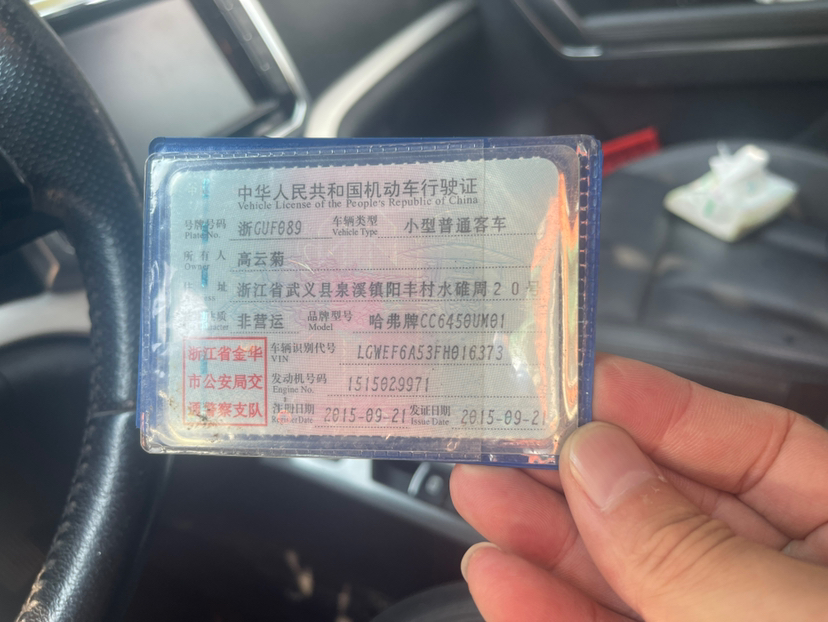 中华人民共和国机动车行驶证
Vehicle License of the People's Republic of China
号牌号码 浙GUF089 车辆类型 小型普通客车
Plate No. Vehicle Type
所有人 高云菊
Owner
址 浙江省武义县泉溪镇阳丰村水碓周20号
非营运 品牌型号 哈弗牌CC6450UM01
Model
浙江省金华
市公安局交
通警察支队
车辆识别代号 LGWEF6A53FH016373
VIN
发动机号码 1515029971
Engine No.
注册日期 2015-09-21 发证日期 2015-09-21
Register Date Issue Date